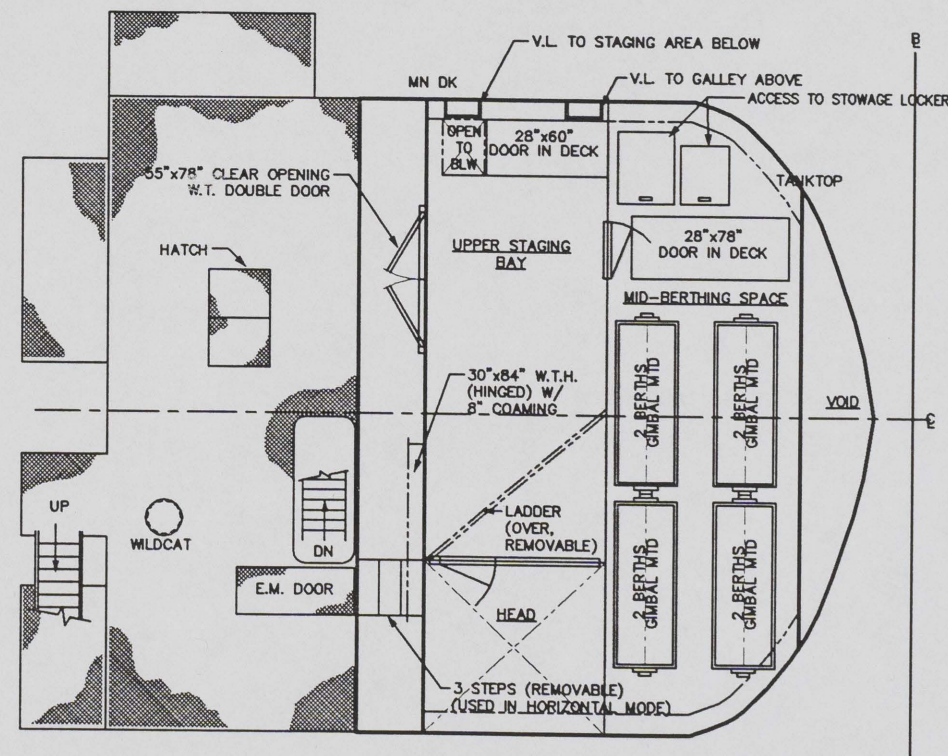 V.L. TO STAGING AREA BELOW
MN DK
V.L. TO GALLEY ABOVE
ACCESS TO STOWAGE LOCKER
OPEN
TO
BLW
28"x60"
DOOR IN DECK
55"x78" CLEAR OPENING
W.T. DOUBLE DOOR
TANKTOP
HATCH
UPPER STAGING
BAY
28"x78"
DOOR IN DECK
MID-BERTHING SPACE
30"x84" W.T.H.
(HINGED) W/
8" COAMING
2 BERTHS
GIMBAL MTD
2 BERTHS
GIMBAL MTD
VOID
UP
WILDCAT
DN
LADDER
(OVER,
REMOVABLE)
2 BERTHS
GIMBAL MTD
2 BERTHS
GIMBAL MTD
E.M. DOOR
HEAD
3 STEPS (REMOVABLE)
(USED IN HORIZONTAL MODE)